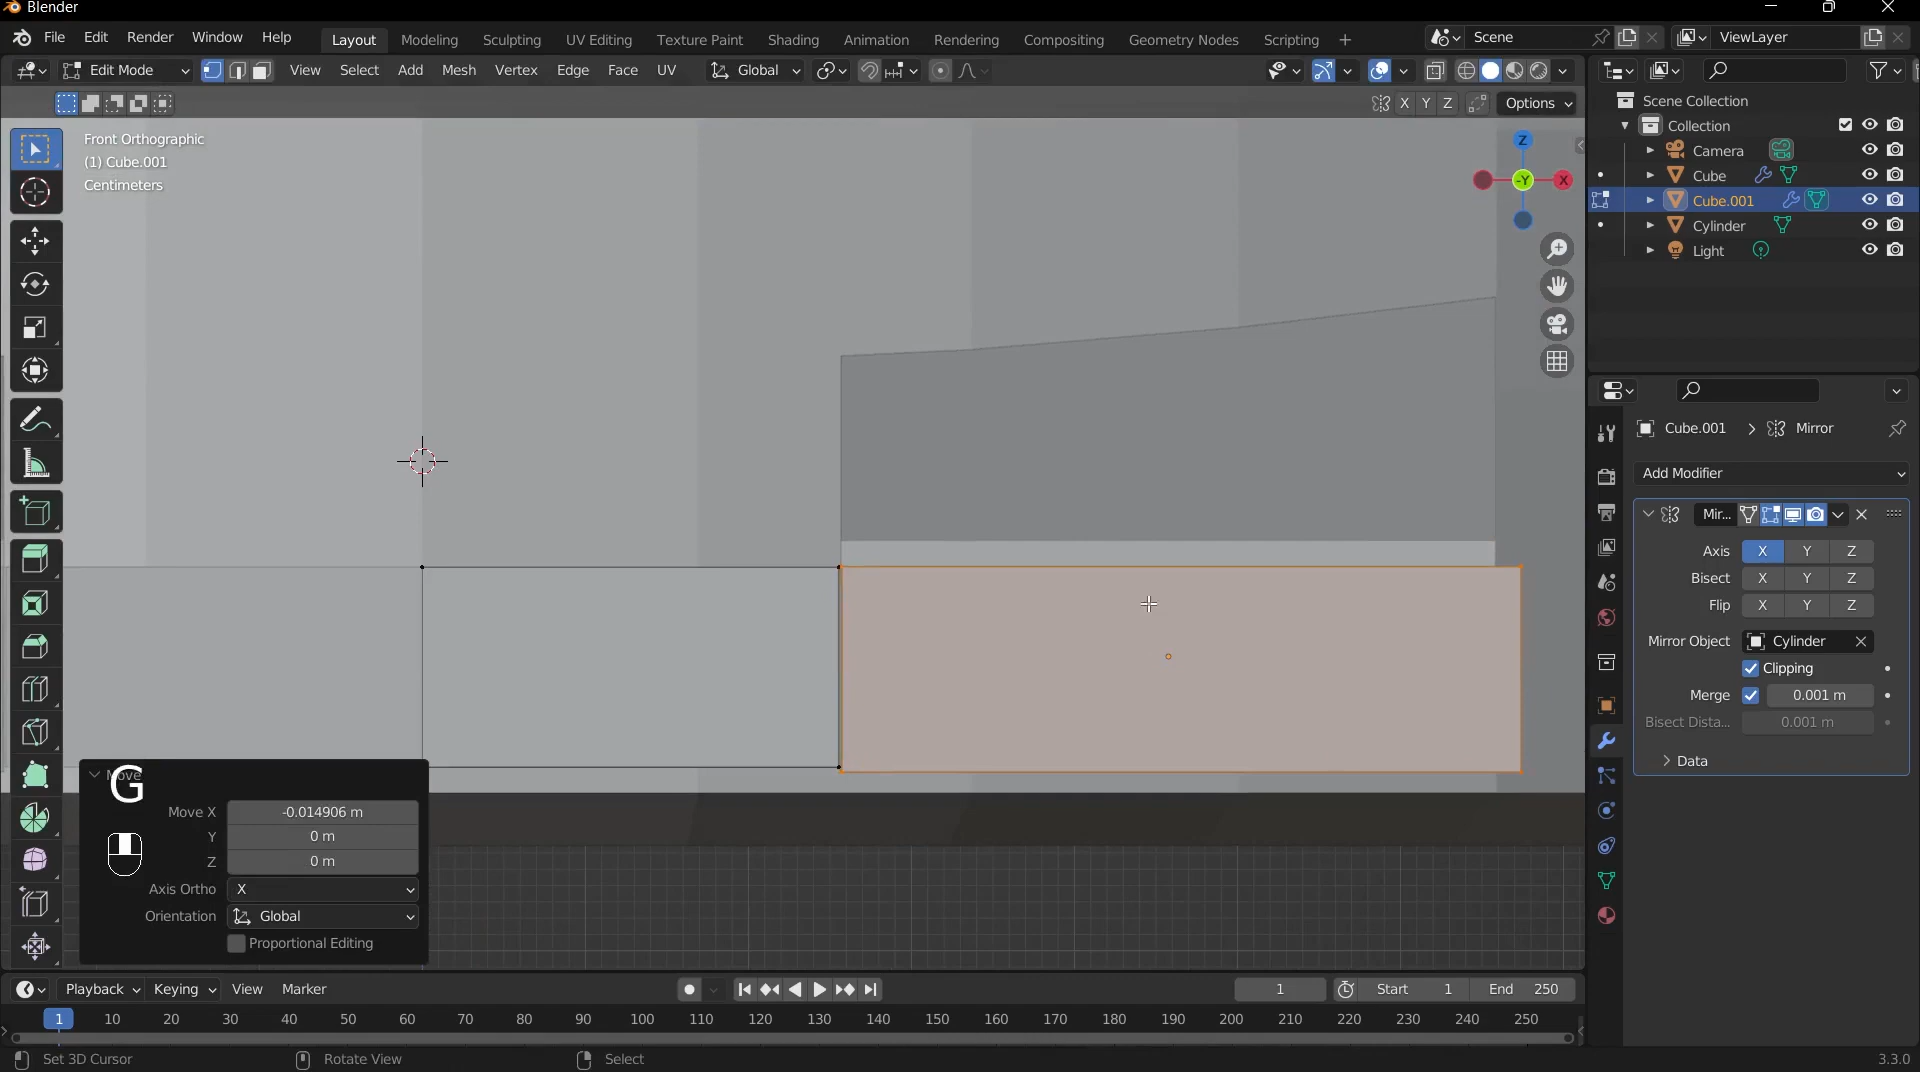 Blender
File Edit Render Window Help
Layout Modeling Sculpting UV Editing Texture Paint Shading Animation Rendering Compositing Geometry Nodes Scripting +
Scene
ViewLayer
Edit Mode
View Select Add Mesh Vertex Edge Face UV
Global
X Y Z
Options
Front Orthographic
(1) Cube.001
Centimeters
Z
-Y
X
Scene Collection
Collection
Camera
Cube
Cube.001
Cylinder
Light
Cube.001 > Mirror
Add Modifier
Mir...
Axis X Y Z
Bisect X Y Z
Flip X Y Z
Mirror Object Cylinder
Clipping
Merge 0.001 m
Bisect Dista... 0.001 m
Data
Move
G
Move X -0.014906 m
Y 0 m
Z 0 m
Axis Ortho X
Orientation Global
Proportional Editing
Playback Keying View Marker
1
Start 1
End 250
1 10 20 30 40 50 60 70 80 90 100 110 120 130 140 150 160 170 180 190 200 210 220 230 240 250
Set 3D Cursor
Rotate View
Select
3.3.0